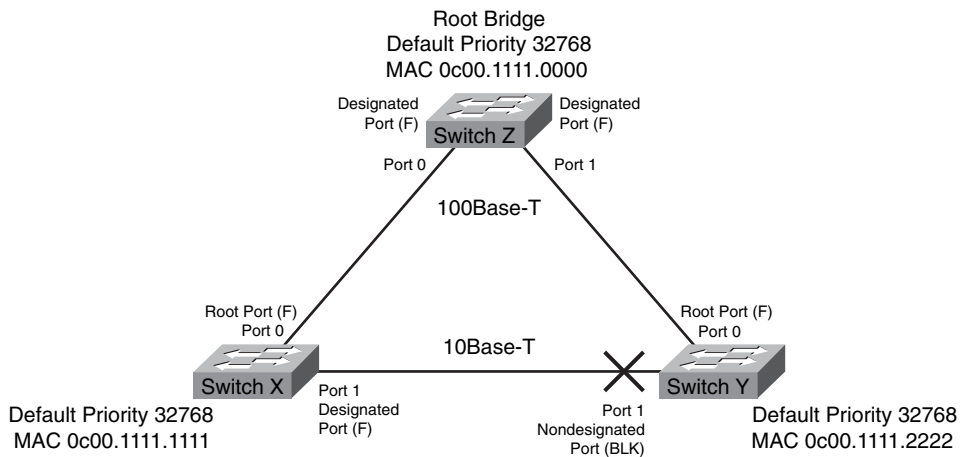 Root Bridge
Default Priority 32768
MAC 0c00.1111.0000
Designated
Port (F)
Designated
Port (F)
Switch Z
Port 0
Port 1
100Base-T
Root Port (F)
Port 0
Root Port (F)
Port 0
10Base-T
Switch X
Switch Y
Port 1
Designated
Port (F)
Port 1
Nondesignated
Port (BLK)
Default Priority 32768
MAC 0c00.1111.1111
Default Priority 32768
MAC 0c00.1111.2222